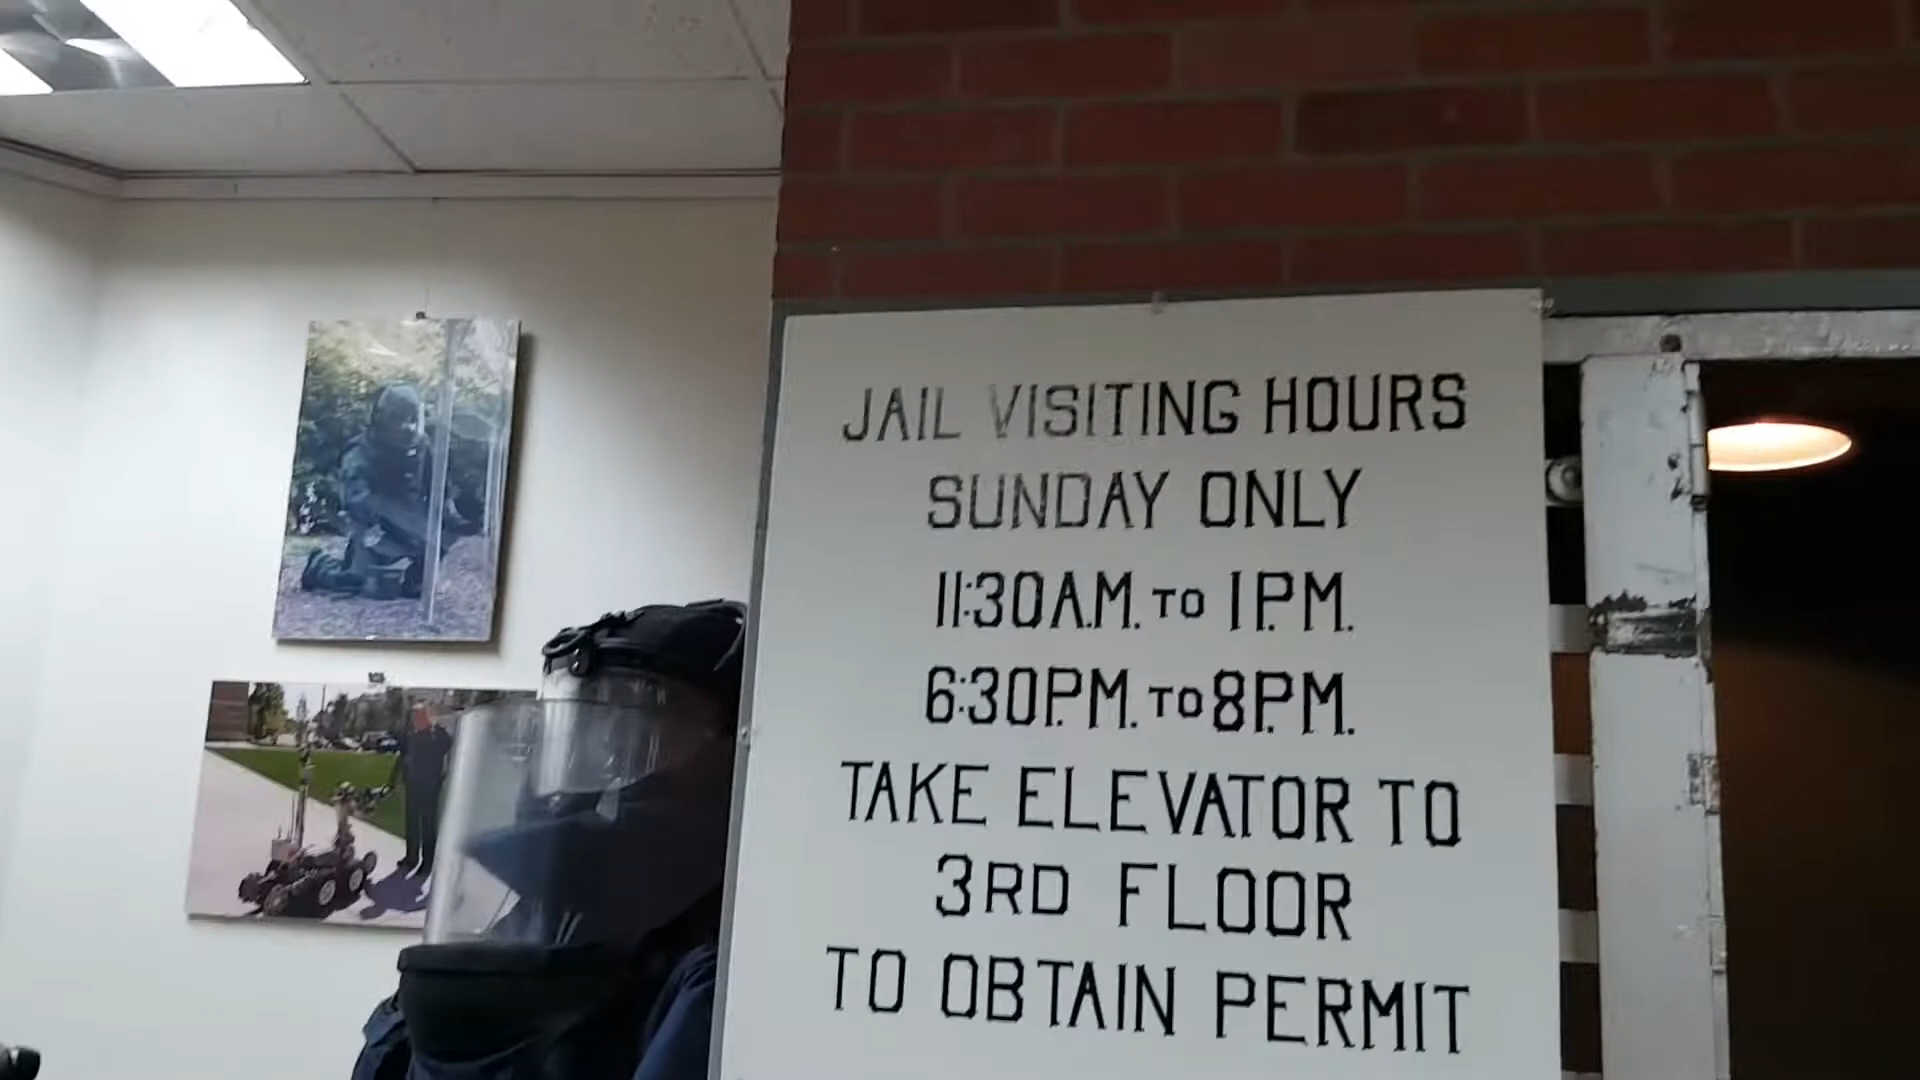 JAIL VISITING HOURS
SUNDAY ONLY
11:30A.M. TO 1P.M.
6:30P.M. TO 8P.M.
TAKE ELEVATOR TO
3RD FLOOR
TO OBTAIN PERMIT